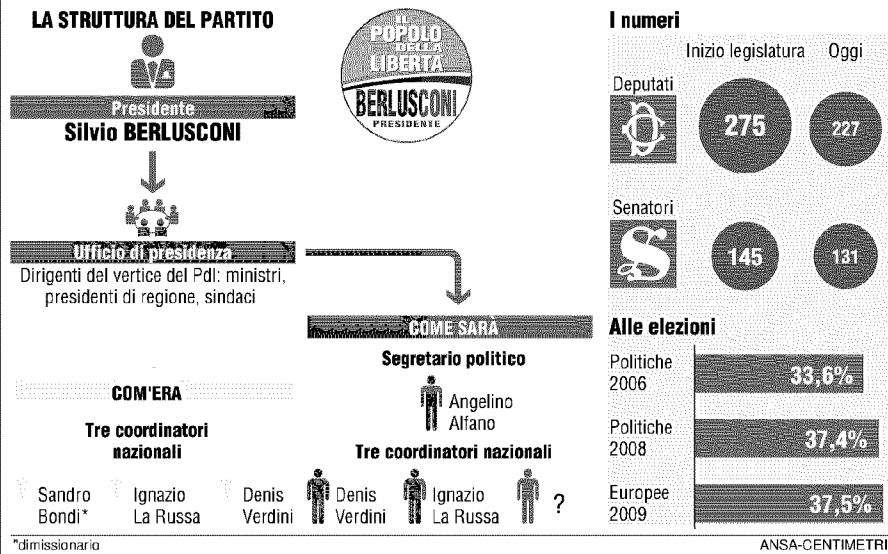 LA STRUTTURA DEL PARTITO
Presidente
Silvio BERLUSCONI
Ufficio di presidenza
Dirigenti del vertice del Pdl: ministri,
presidenti di regione, sindaci
IL
POPOLO
DELLA
LIBERTÀ
BERLUSCONI
PRESIDENTE
COM'ERA
Tre coordinatori
nazionali
Sandro
Bondi*
Ignazio
La Russa
Denis
Verdini
COME SARÀ
Segretario politico
Angelino
Alfano
Tre coordinatori nazionali
Denis
Verdini
Ignazio
La Russa
?
I numeri
Inizio legislatura Oggi
Deputati
275 227
Senatori
S
145 131
Alle elezioni
Politiche
2006
33,6%
Politiche
2008
37,4%
Europee
2009
37,5%
*dimissionario
ANSA-CENTIMETRI